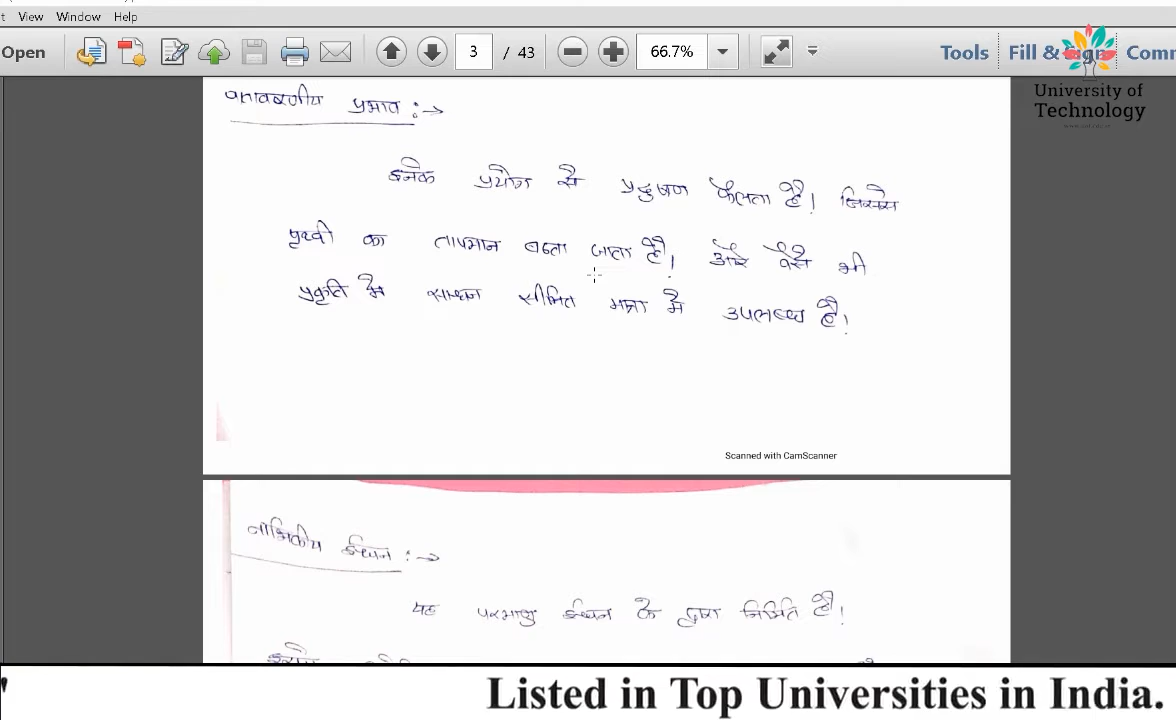 t View Window Help
Open 3 / 43 66.7% Tools Fill & Sign Comm
University of
Technology
वातावरणीय प्रभाव :→
इनके प्रयोग से प्रदुषण फैलता है। जिससे
पृथ्वी का तापमान बढता जाता है। और वैसे भी
प्रकृति मे साधन सीमित मात्रा मे उपलब्ध है।
Scanned with CamScanner
नाभिकीय ईंधन :→
यह परमाणु ईंधन के द्वारा निर्मित है।
Listed in Top Universities in India.